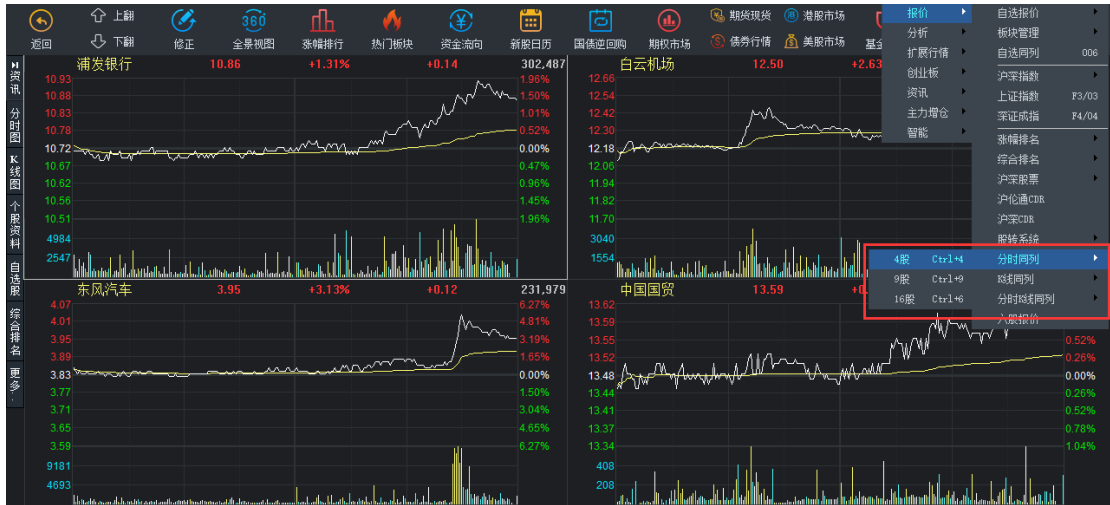 上翻
下翻
返回
修正
360
全景视图
涨幅排行
热门板块
资金流向
新股日历
国债逆回购
期权市场
期货现货
港股市场
债券行情
美股市场
报价
分析
扩展行情
创业板
资讯
主力增仓
智能
自选报价
板块管理
自选同列 006
沪深指数
上证指数 F3/03
深证成指 F4/04
涨幅排名
综合排名
沪深股票
沪伦通CDR
沪深CDR
股转系统
分时同列
K线同列
分时K线同列
六股报价
4股 Ctrl+4
9股 Ctrl+9
16股 Ctrl+6
资讯
分时图
K线图
个股资料
自选股
综合排名
更多
浦发银行 10.86 +1.31% +0.14 302,487
10.93 1.96%
10.88 1.50%
10.83 1.01%
10.78 0.52%
10.72 0.00%
10.67 0.47%
10.62 0.96%
10.56 1.45%
10.51 1.96%
4984
2547
白云机场 12.50 +2.63
12.66
12.54
12.42
12.30
12.18
12.06
11.94
11.82
11.70
3040
1554
东风汽车 3.95 +3.13% +0.12 231,979
4.07 6.27%
4.01 4.81%
3.95 3.19%
3.89 1.65%
3.83 0.00%
3.77 1.50%
3.71 3.04%
3.65 4.65%
3.59 6.27%
9181
4693
中国国贸 13.59
13.62
13.59
13.55 0.52%
13.52 0.26%
13.48 0.00%
13.44 0.26%
13.41 0.52%
13.37 0.78%
13.34 1.04%
408
208